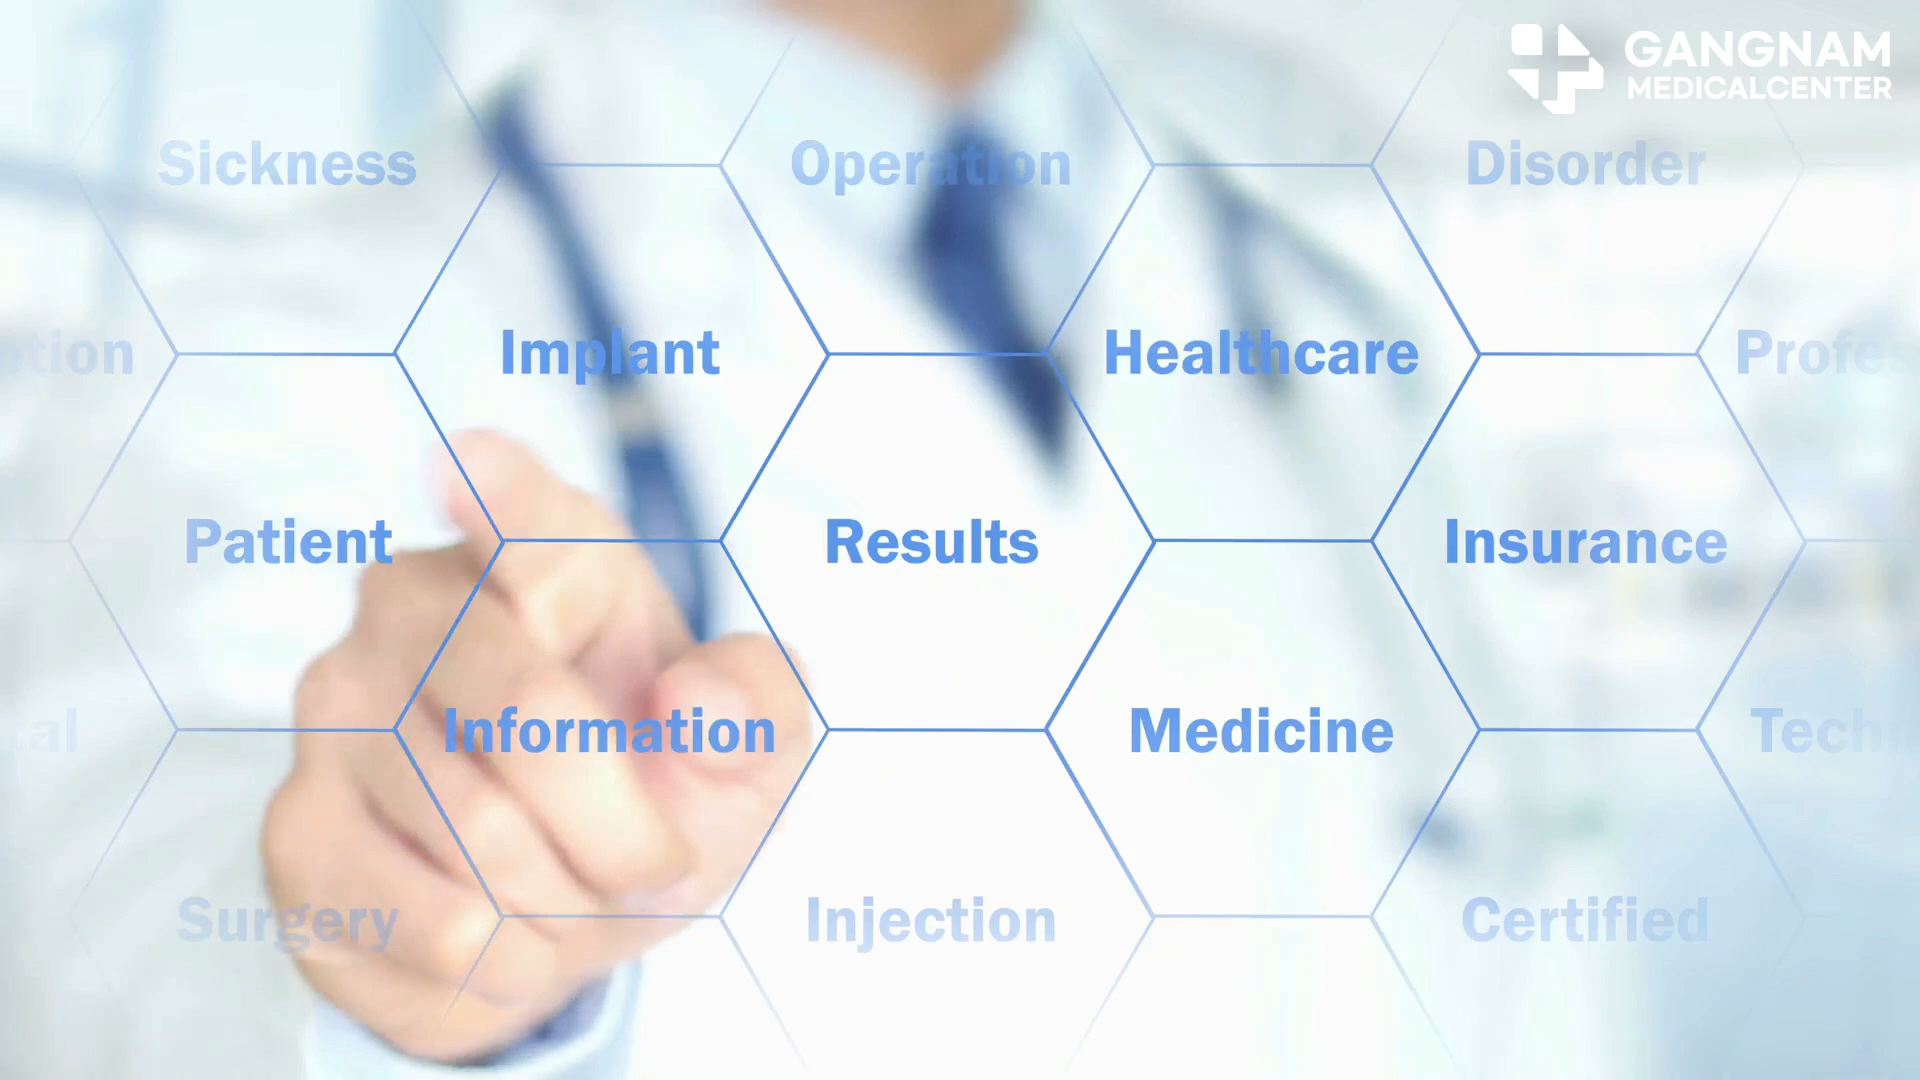 GANGNAM
MEDICALCENTER
Sickness
Operation
Disorder
Implant
Healthcare
Patient
Results
Insurance
Information
Medicine
Surgery
Injection
Certified